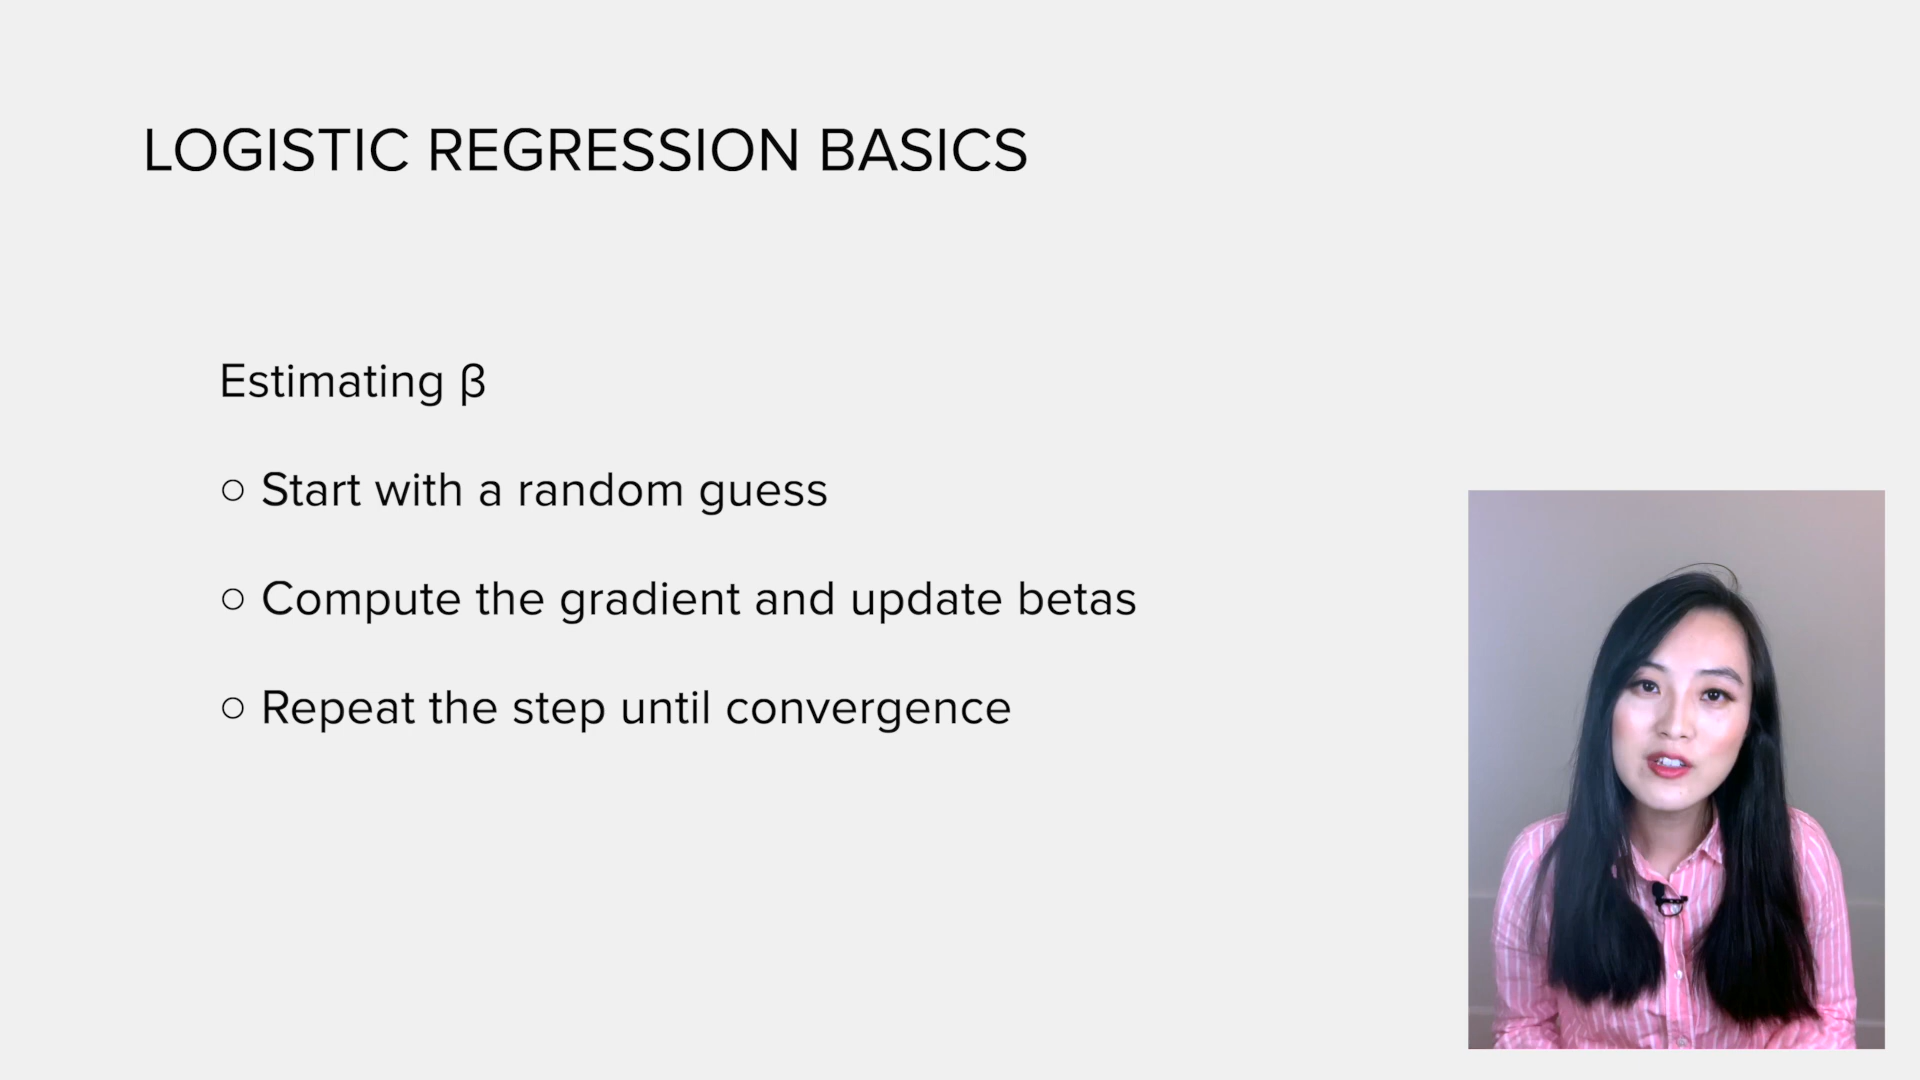 LOGISTIC REGRESSION BASICS
Estimating β
○ Start with a random guess
○ Compute the gradient and update betas
○ Repeat the step until convergence